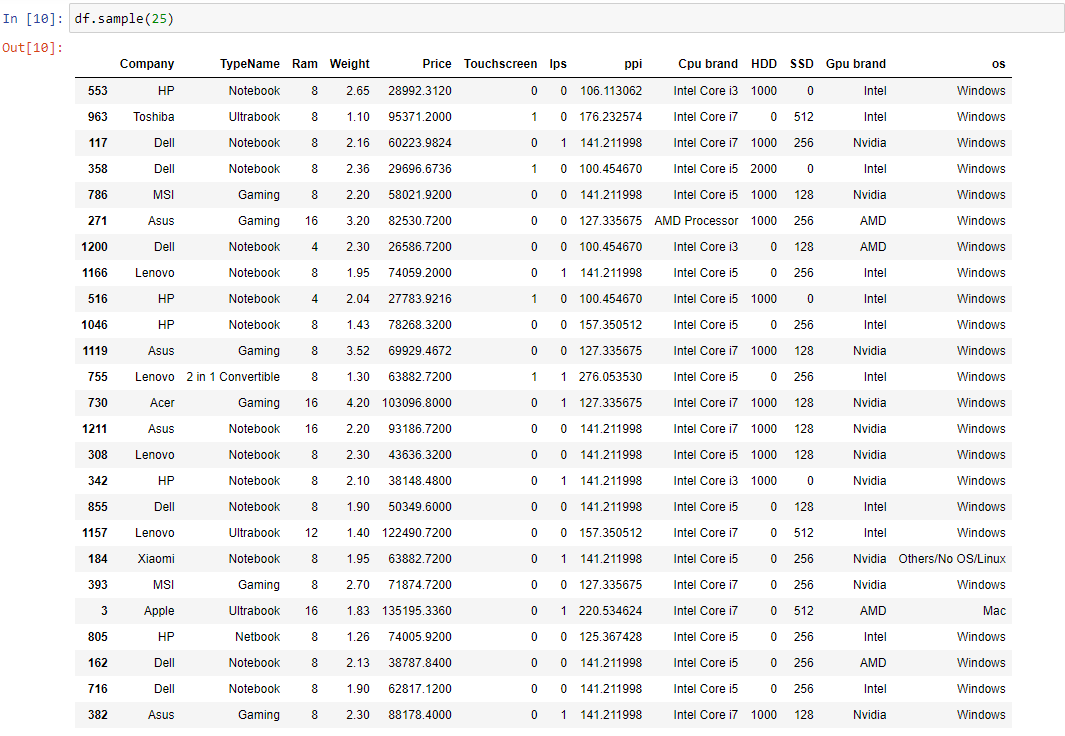 In [10]: df.sample(25)
Out[10]:
Company TypeName Ram Weight Price Touchscreen Ips ppi Cpu brand HDD SSD Gpu brand os
553 HP Notebook 8 2.65 28992.3120 0 0 106.113062 Intel Core i3 1000 0 Intel Windows
963 Toshiba Ultrabook 8 1.10 95371.2000 1 0 176.232574 Intel Core i7 0 512 Intel Windows
117 Dell Notebook 8 2.16 60223.9824 0 1 141.211998 Intel Core i7 1000 256 Nvidia Windows
358 Dell Notebook 8 2.36 29696.6736 1 0 100.454670 Intel Core i5 2000 0 Intel Windows
786 MSI Gaming 8 2.20 58021.9200 0 0 141.211998 Intel Core i5 1000 128 Nvidia Windows
271 Asus Gaming 16 3.20 82530.7200 0 0 127.335675 AMD Processor 1000 256 AMD Windows
1200 Dell Notebook 4 2.30 26586.7200 0 0 100.454670 Intel Core i3 0 128 AMD Windows
1166 Lenovo Notebook 8 1.95 74059.2000 0 1 141.211998 Intel Core i5 0 256 Intel Windows
516 HP Notebook 4 2.04 27783.9216 1 0 100.454670 Intel Core i5 1000 0 Intel Windows
1046 HP Notebook 8 1.43 78268.3200 0 0 157.350512 Intel Core i5 0 256 Intel Windows
1119 Asus Gaming 8 3.52 69929.4672 0 0 127.335675 Intel Core i7 1000 128 Nvidia Windows
755 Lenovo 2 in 1 Convertible 8 1.30 63882.7200 1 1 276.053530 Intel Core i5 0 256 Intel Windows
730 Acer Gaming 16 4.20 103096.8000 0 1 127.335675 Intel Core i7 1000 128 Nvidia Windows
1211 Asus Notebook 16 2.20 93186.7200 0 0 141.211998 Intel Core i7 1000 128 Nvidia Windows
308 Lenovo Notebook 8 2.30 43636.3200 0 0 141.211998 Intel Core i5 1000 128 Nvidia Windows
342 HP Notebook 8 2.10 38148.4800 0 1 141.211998 Intel Core i3 1000 0 Nvidia Windows
855 Dell Notebook 8 1.90 50349.6000 0 0 141.211998 Intel Core i5 0 128 Intel Windows
1157 Lenovo Ultrabook 12 1.40 122490.7200 0 0 157.350512 Intel Core i7 0 512 Intel Windows
184 Xiaomi Notebook 8 1.95 63882.7200 0 1 141.211998 Intel Core i5 0 256 Nvidia Others/No OS/Linux
393 MSI Gaming 8 2.70 71874.7200 0 0 127.335675 Intel Core i7 0 256 Nvidia Windows
3 Apple Ultrabook 16 1.83 135195.3360 0 1 220.534624 Intel Core i7 0 512 AMD Mac
805 HP Netbook 8 1.26 74005.9200 0 0 125.367428 Intel Core i5 0 256 Intel Windows
162 Dell Notebook 8 2.13 38787.8400 0 0 141.211998 Intel Core i5 0 256 AMD Windows
716 Dell Notebook 8 1.90 62817.1200 0 0 141.211998 Intel Core i5 0 256 Intel Windows
382 Asus Gaming 8 2.30 88178.4000 0 1 141.211998 Intel Core i7 1000 128 Nvidia Windows